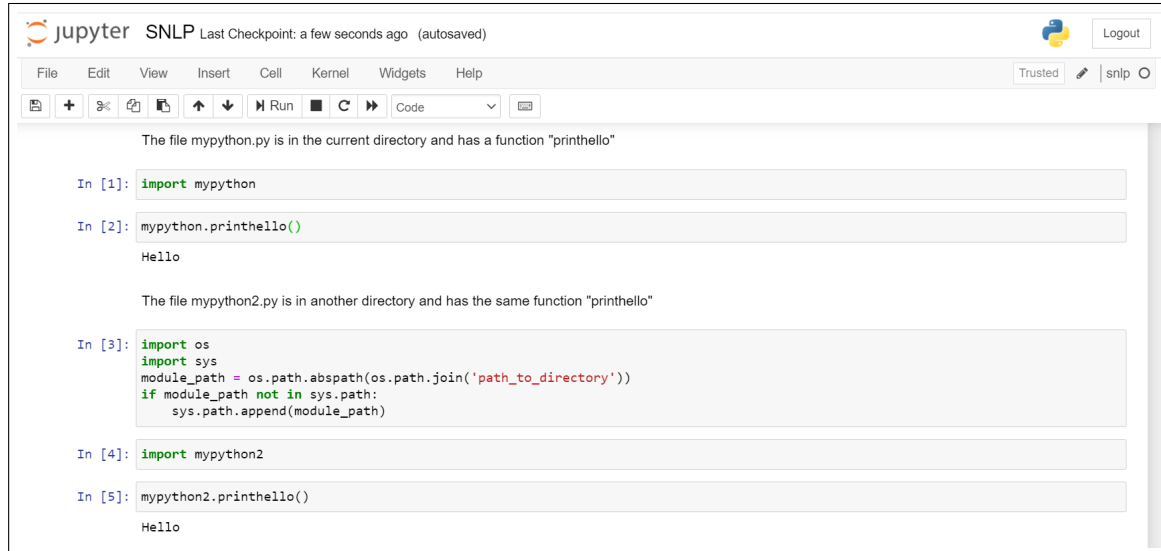 jupyter SNLP Last Checkpoint: a few seconds ago (autosaved) Logout
File Edit View Insert Cell Kernel Widgets Help Trusted snlp
Run Code
The file mypython.py is in the current directory and has a function "printhello"
In [1]: import mypython
In [2]: mypython.printhello()
Hello
The file mypython2.py is in another directory and has the same function "printhello"
In [3]: import os
import sys
module_path = os.path.abspath(os.path.join('path_to_directory'))
if module_path not in sys.path:
    sys.path.append(module_path)
In [4]: import mypython2
In [5]: mypython2.printhello()
Hello